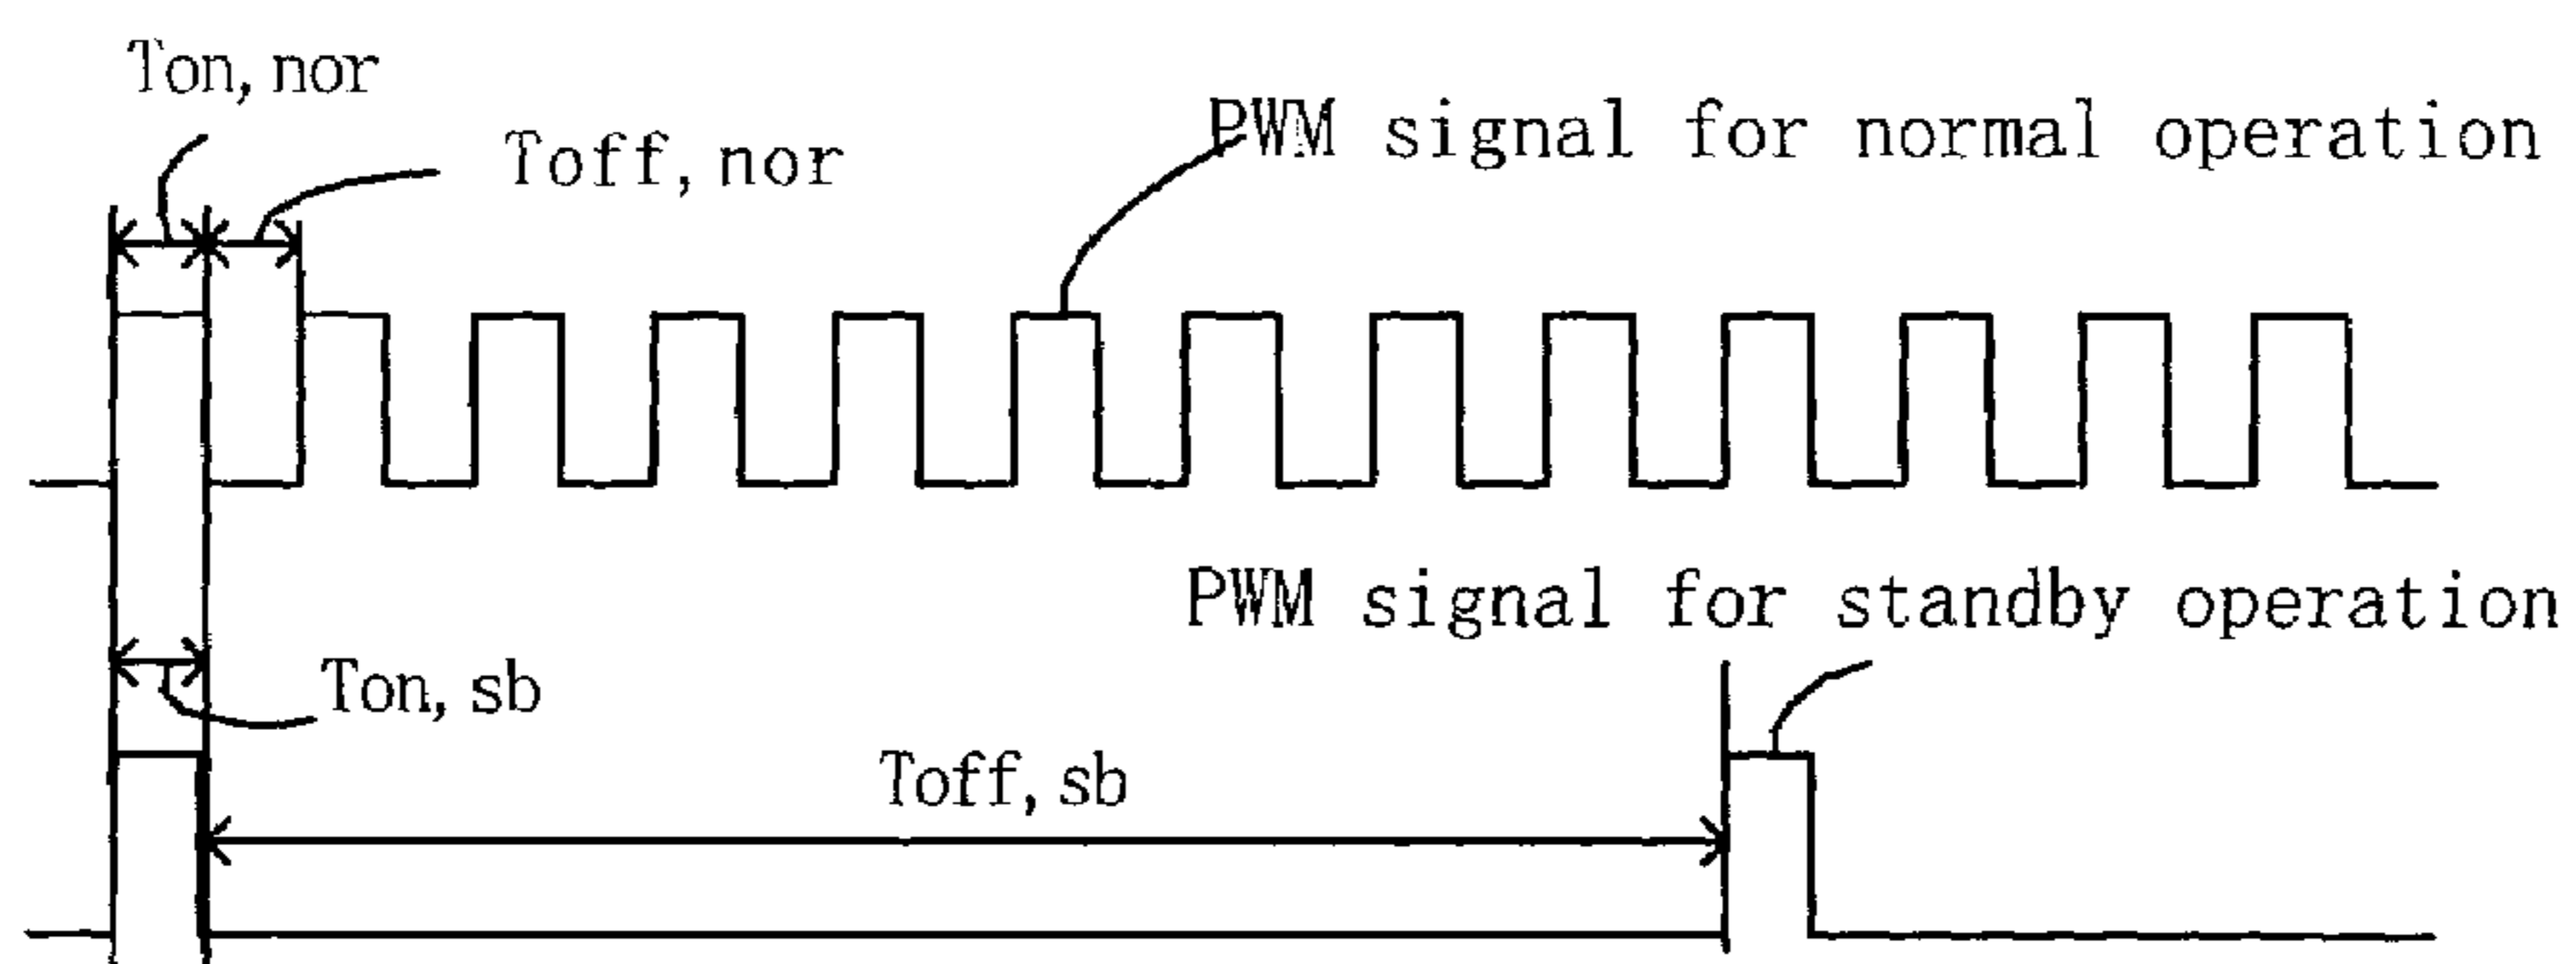 Ton, nor
Toff, nor
PWM signal for normal operation
PWM signal for standby operation
Ton, sb
Toff, sb